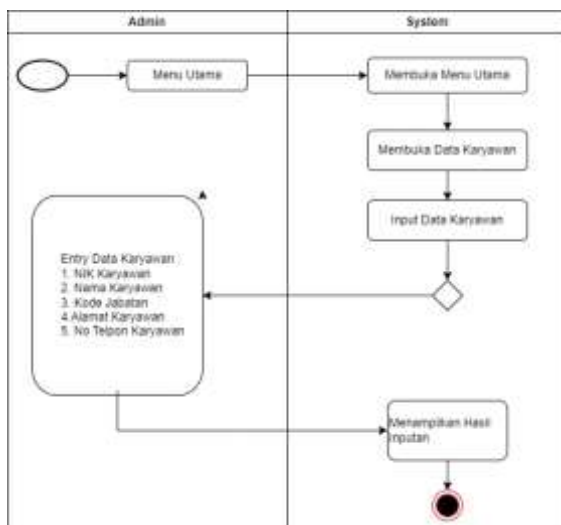 Admin
System
Menu Utama
Membuka Menu Utama
Membuka Data Karyawan
Input Data Karyawan
Entry Data Karyawan
1. NIK Karyawan
2. Nama Karyawan
3. Kode Jabatan
4.Alamat Karyawan
5. No Telpon Karyawan
Menampilkan Hasil
Inputan